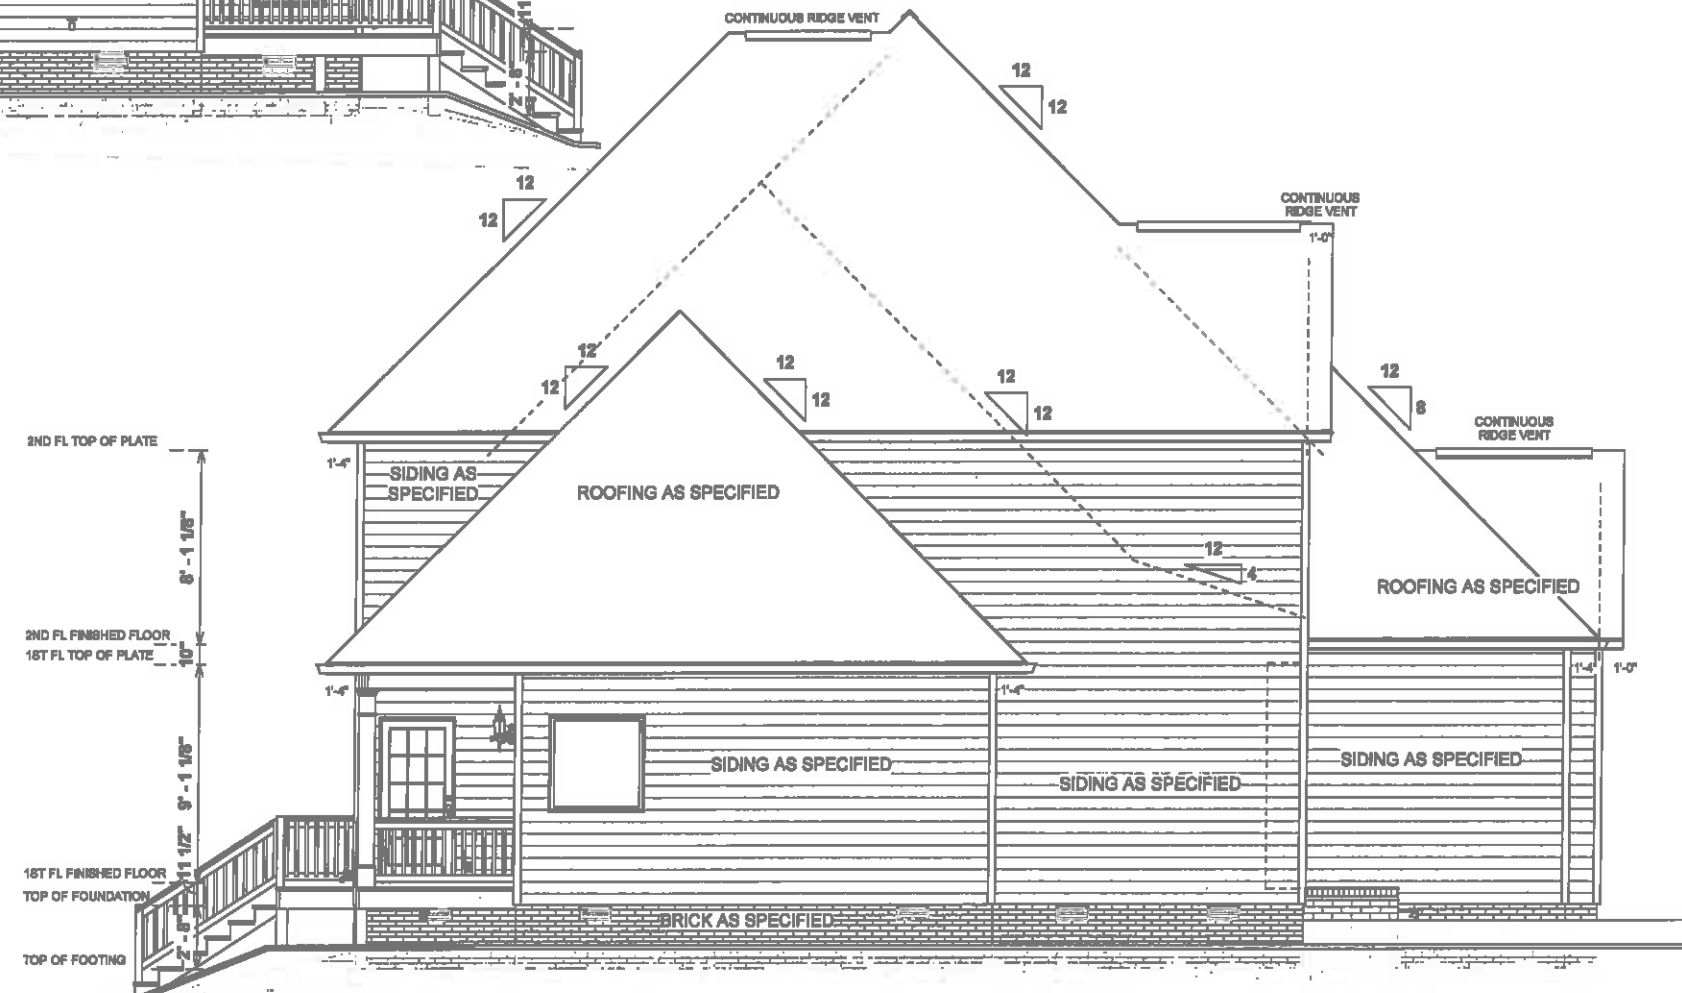 CONTINUOUS RIDGE VENT
12
12
12
12
CONTINUOUS
RIDGE VENT
1'-0"
12
12
12
12
12
12
12
8
CONTINUOUS
RIDGE VENT
2ND FL TOP OF PLATE
1'-4"
SIDING AS
SPECIFIED
ROOFING AS SPECIFIED
8' - 1 1/8"
12
4
ROOFING AS SPECIFIED
2ND FL FINISHED FLOOR
1ST FL TOP OF PLATE
10"
1'-4"
1'-4"
1'-4"
1'-0"
9' - 1 1/8"
SIDING AS SPECIFIED
SIDING AS SPECIFIED
SIDING AS SPECIFIED
11 1/2"
1ST FL FINISHED FLOOR
TOP OF FOUNDATION
BRICK AS SPECIFIED
2' - 8"
TOP OF FOOTING